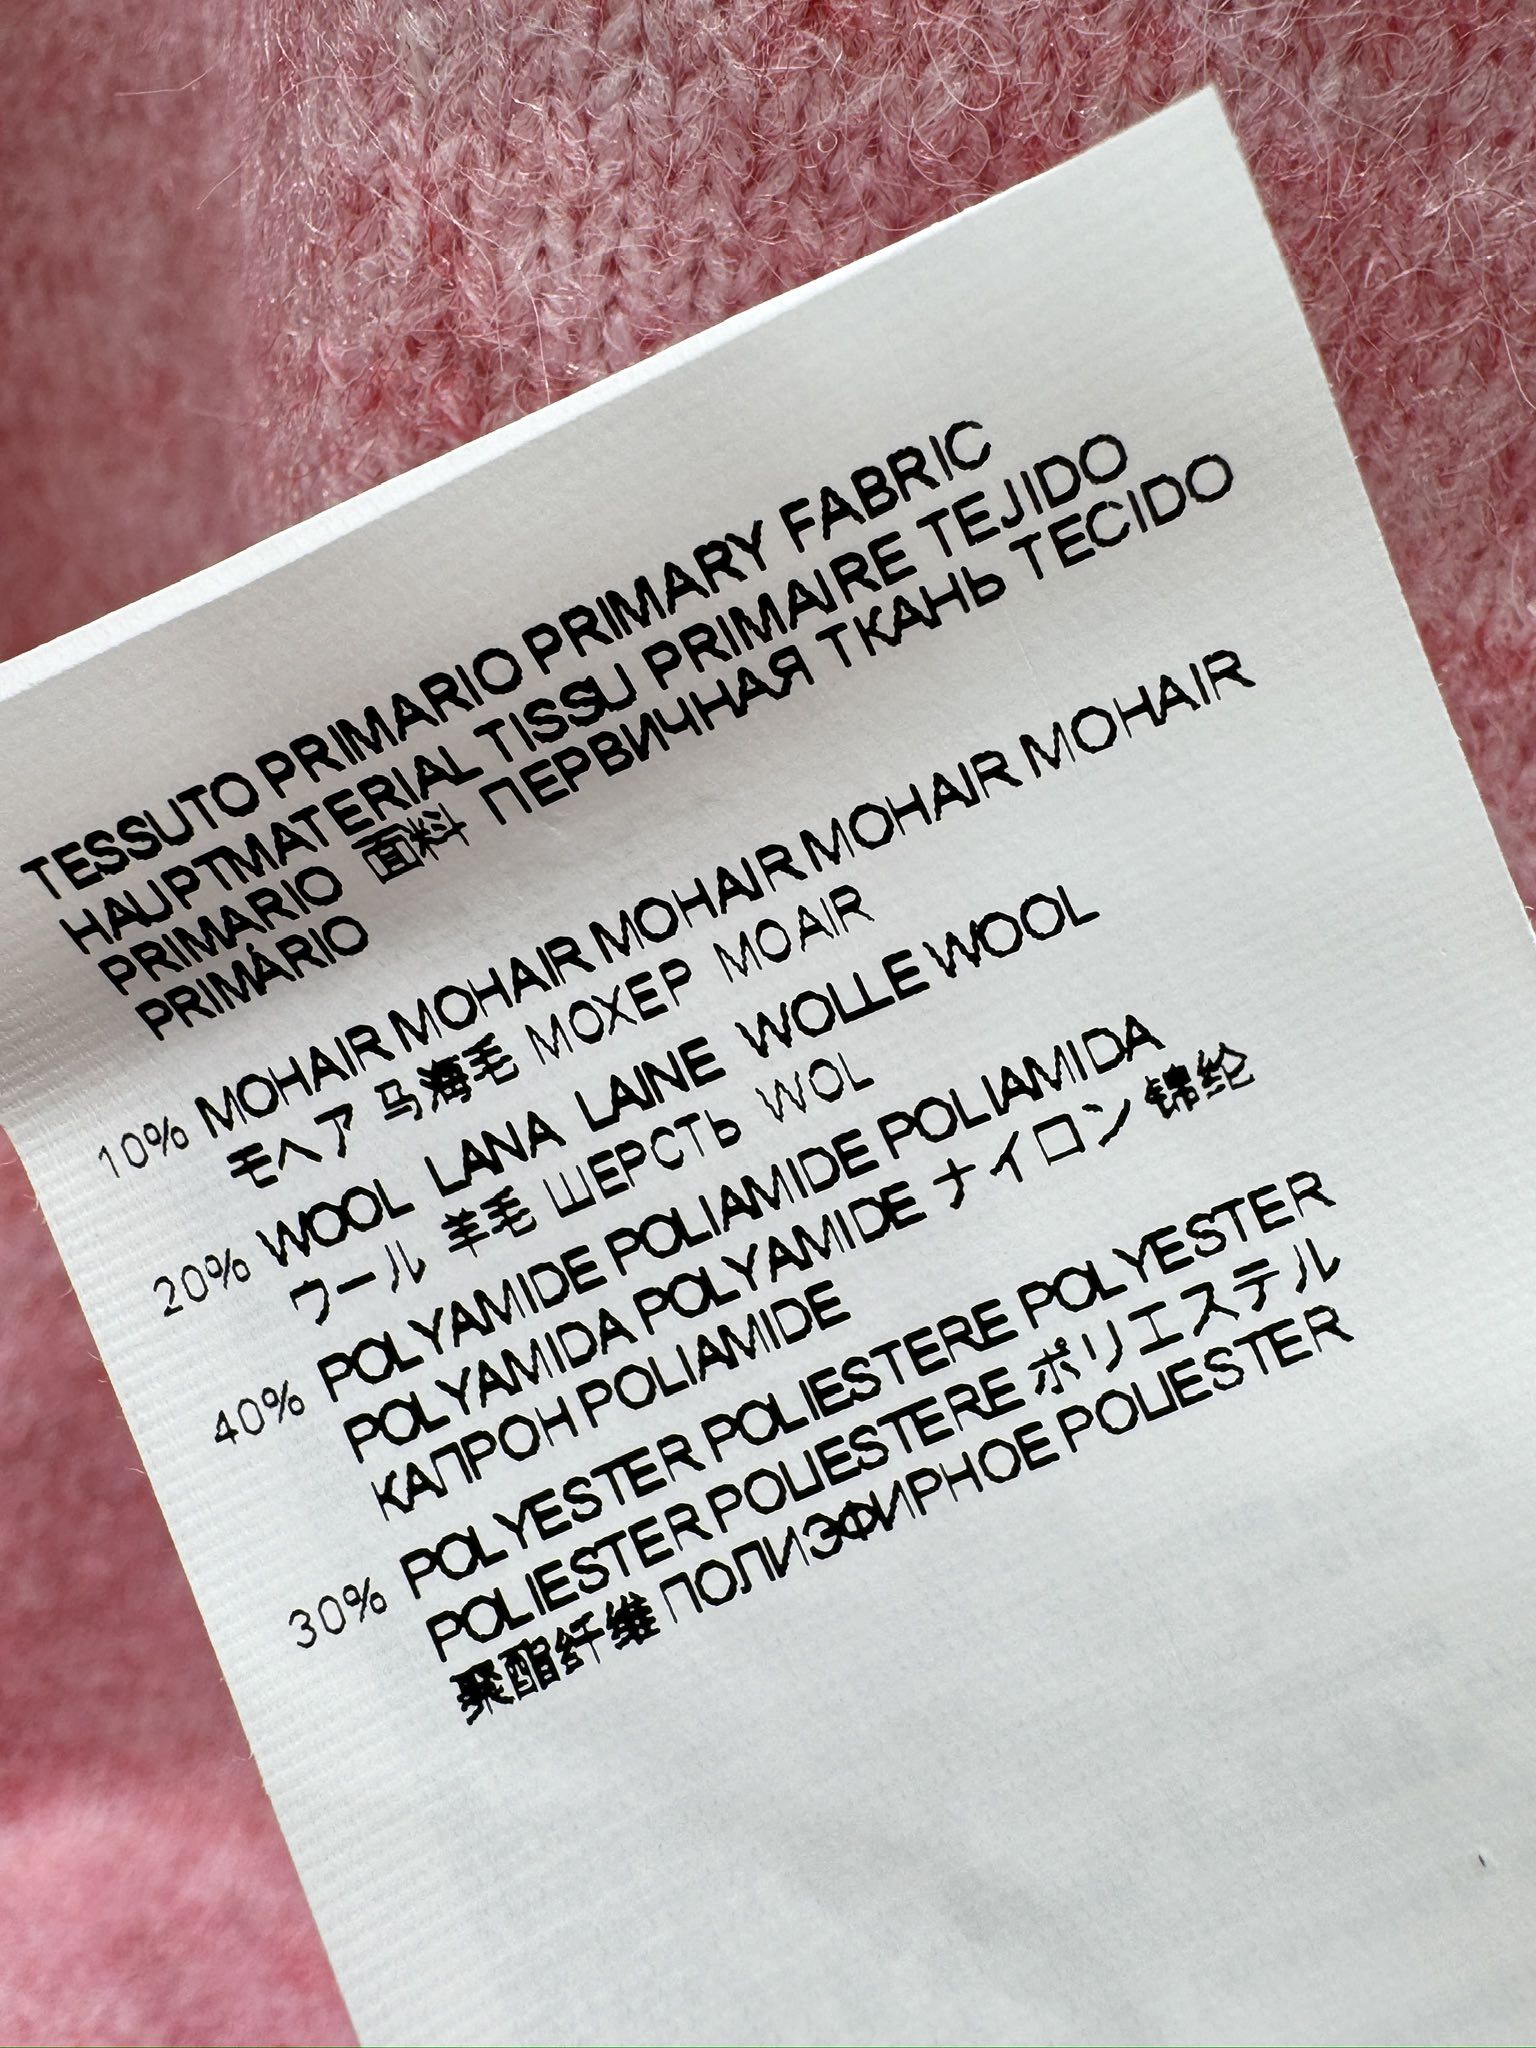 TESSUTO PRIMARIO PRIMARY FABRIC
HAUPTMATERIAL TISSU PRIMAIRE TEJIDO
PRIMARIO 面料 ПЕРВИЧНАЯ ТКАНЬ TECIDO
PRIMÁRIO
10% MOHAIR MOHAIR MOHAIR MOHAIR MOHAIR
モヘア 马海毛 МОХЕР MOAIR
20% WOOL LANA LAINE WOLLE WOOL
ウール 羊毛 ШЕРСТЬ WOL
40% POLYAMIDE POLIAMIDE POLIAMIDA
POLYAMIDA POLYAMIDE ナイロン 锦纶
КАПРОН POLIAMIDE
30% POLYESTER POLIESTERE POLYESTER
POLIESTER POLIESTERE ポリエステル
聚酯纤维 ПОЛИЭФИРНОЕ POLIESTER